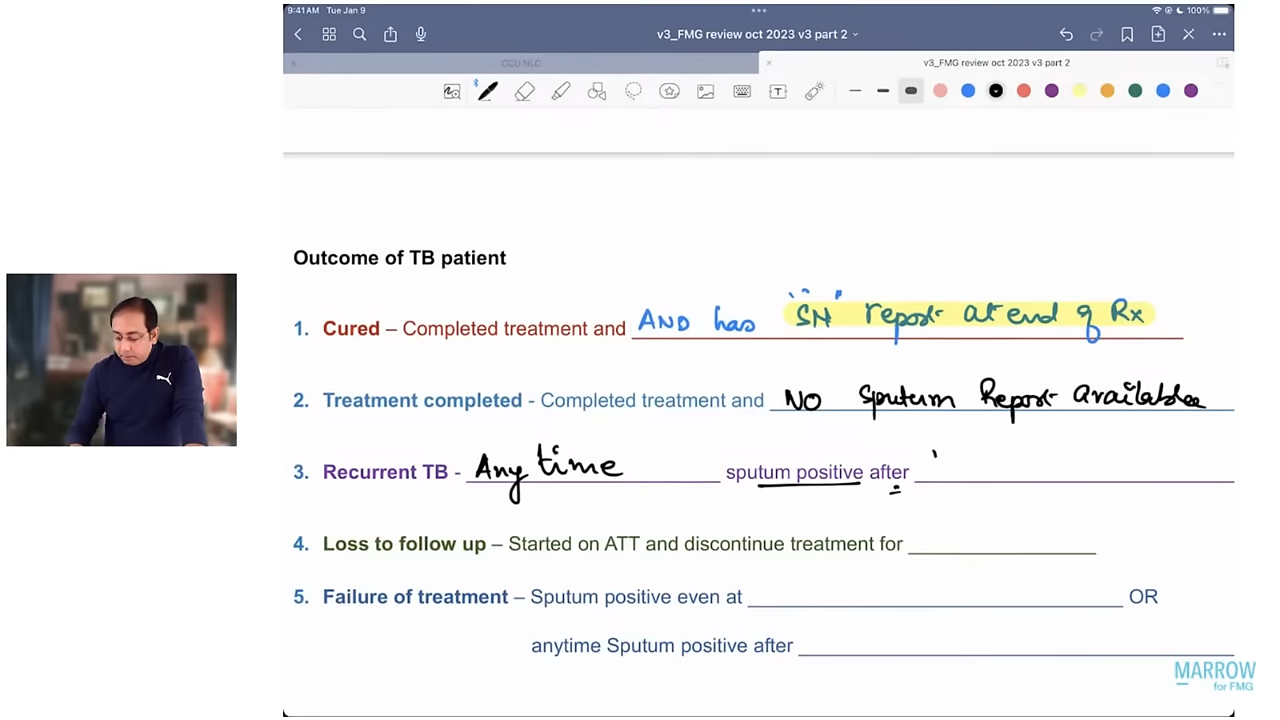 9:41 AM Tue Jan 9
100%
v3_FMG review oct 2023 v3 part 2
CCU NLC
v3_FMG review oct 2023 v3 part 2
Outcome of TB patient
1. Cured – Completed treatment and AND has "SN" report at end of Rx
2. Treatment completed - Completed treatment and NO Sputum Report Available
3. Recurrent TB - Any time sputum positive after
4. Loss to follow up – Started on ATT and discontinue treatment for
5. Failure of treatment – Sputum positive even at OR
anytime Sputum positive after
MARROW
for FMG